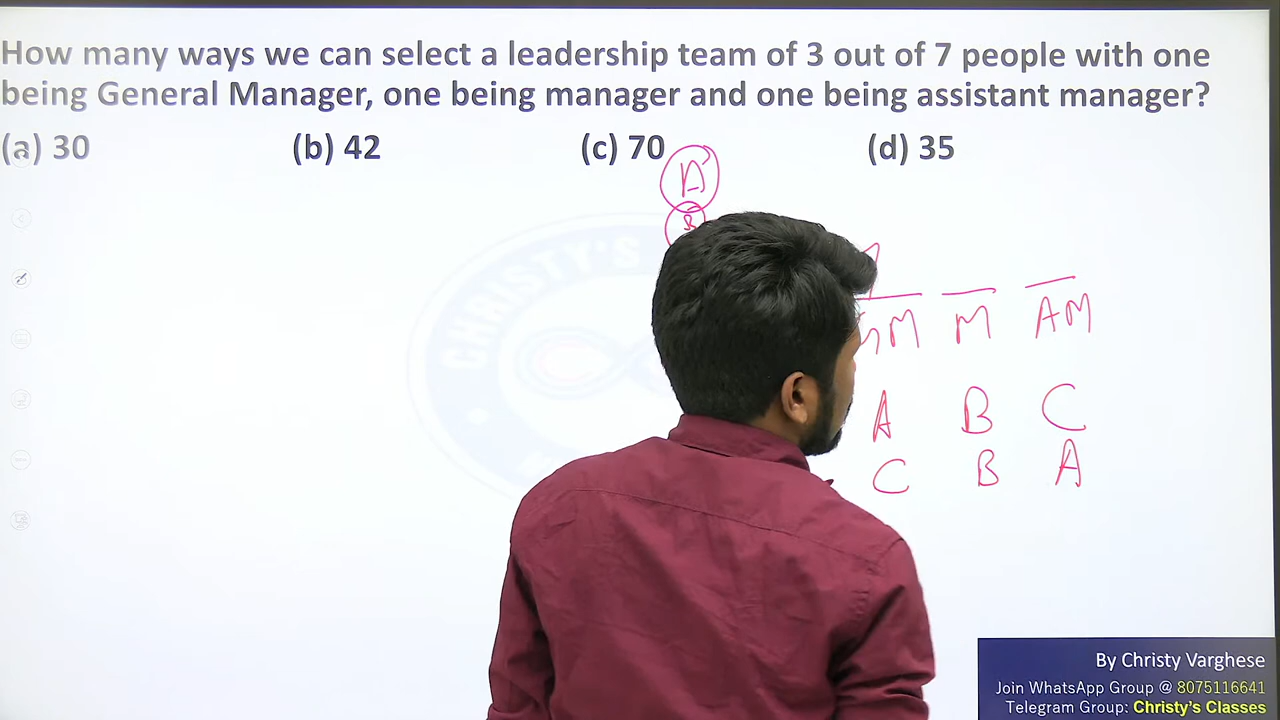 How many ways we can select a leadership team of 3 out of 7 people with one
being General Manager, one being manager and one being assistant manager?
(a) 30 (b) 42 (c) 70 (d) 35
A
B
M M AM
A B C
C B A
CHRISTY'S
By Christy Varghese
Join WhatsApp Group @ 8075116641
Telegram Group: Christy's Classes